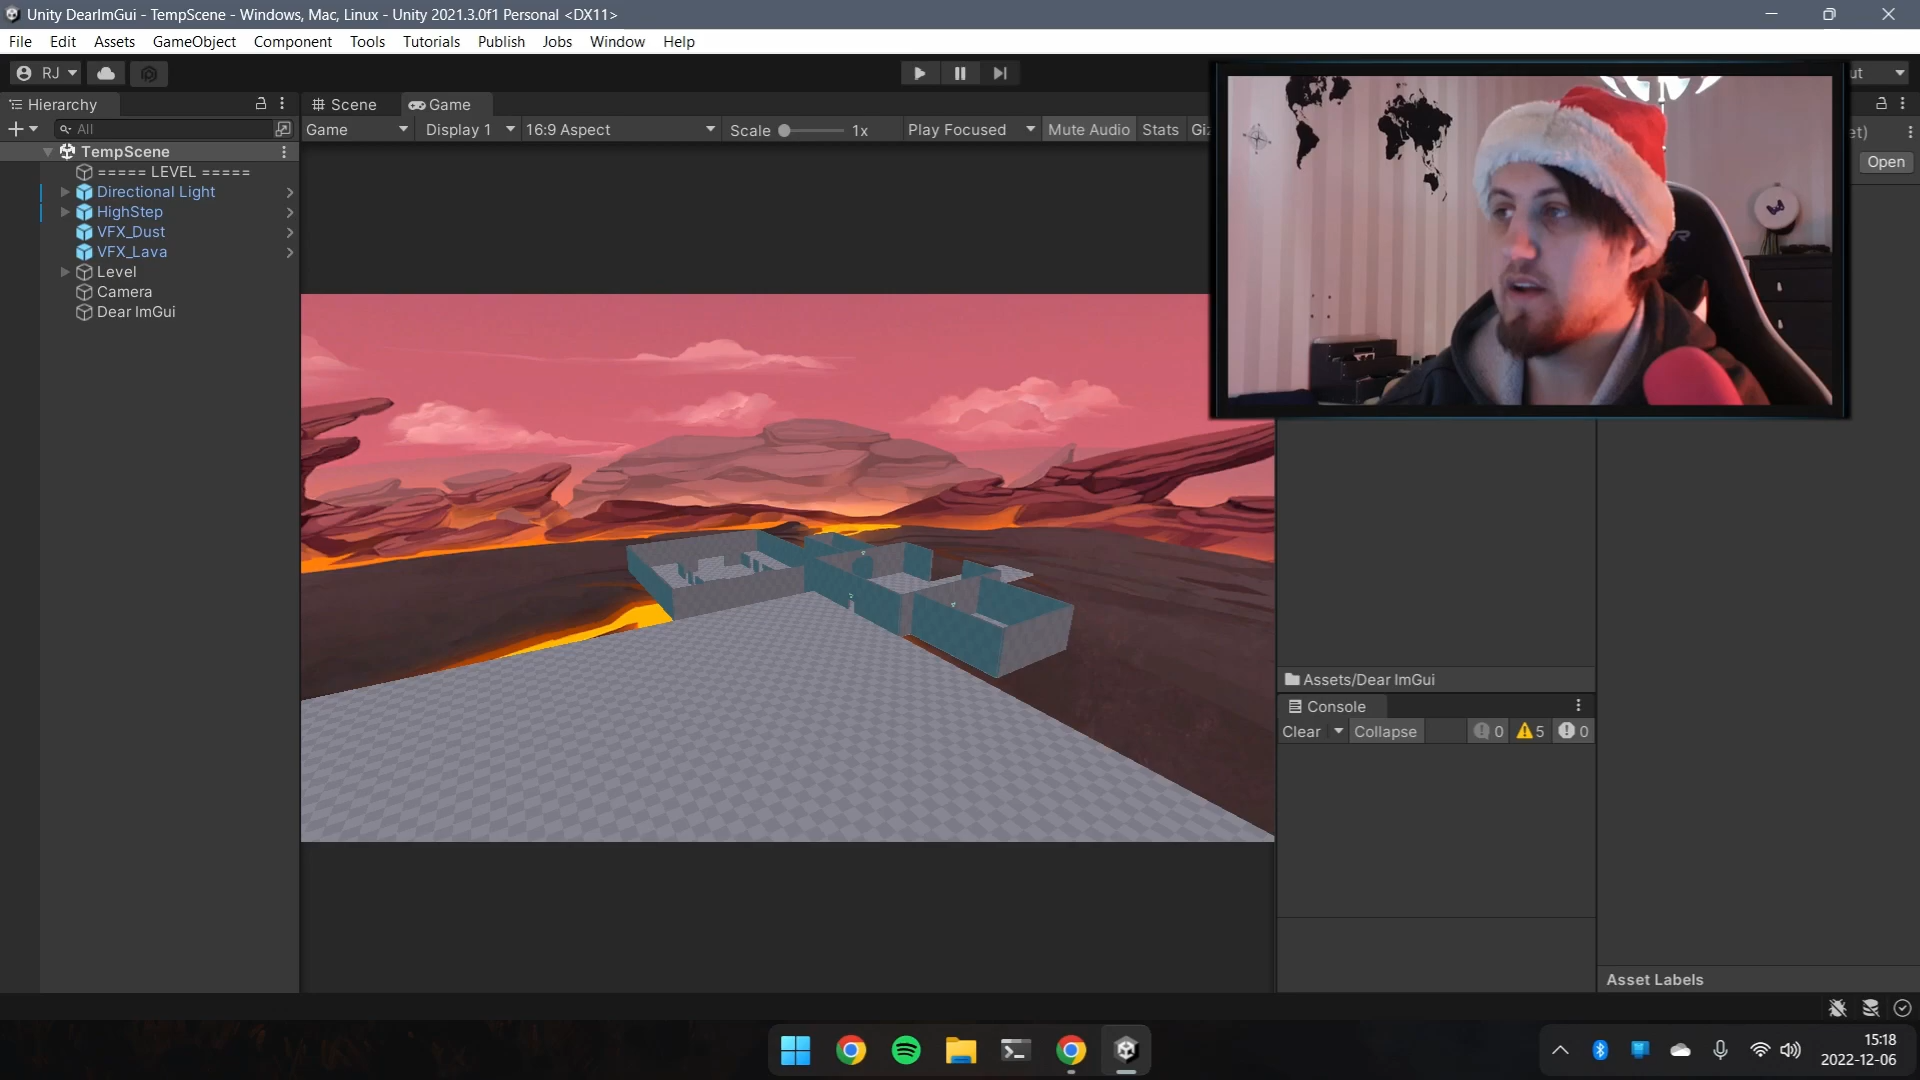 Unity DearImGui - TempScene - Windows, Mac, Linux - Unity 2021.3.0f1 Personal <DX11>
File Edit Assets GameObject Component Tools Tutorials Publish Jobs Window Help
RJ
Hierarchy
All
TempScene
===== LEVEL =====
Directional Light
HighStep
VFX_Dust
VFX_Lava
Level
Camera
Dear ImGui
Scene Game
Game Display 1 16:9 Aspect Scale 1x Play Focused Mute Audio Stats Giz
ut
et)
Open
Assets/Dear ImGui
Console
Clear Collapse 0 5 0
Asset Labels
15:18
2022-12-06